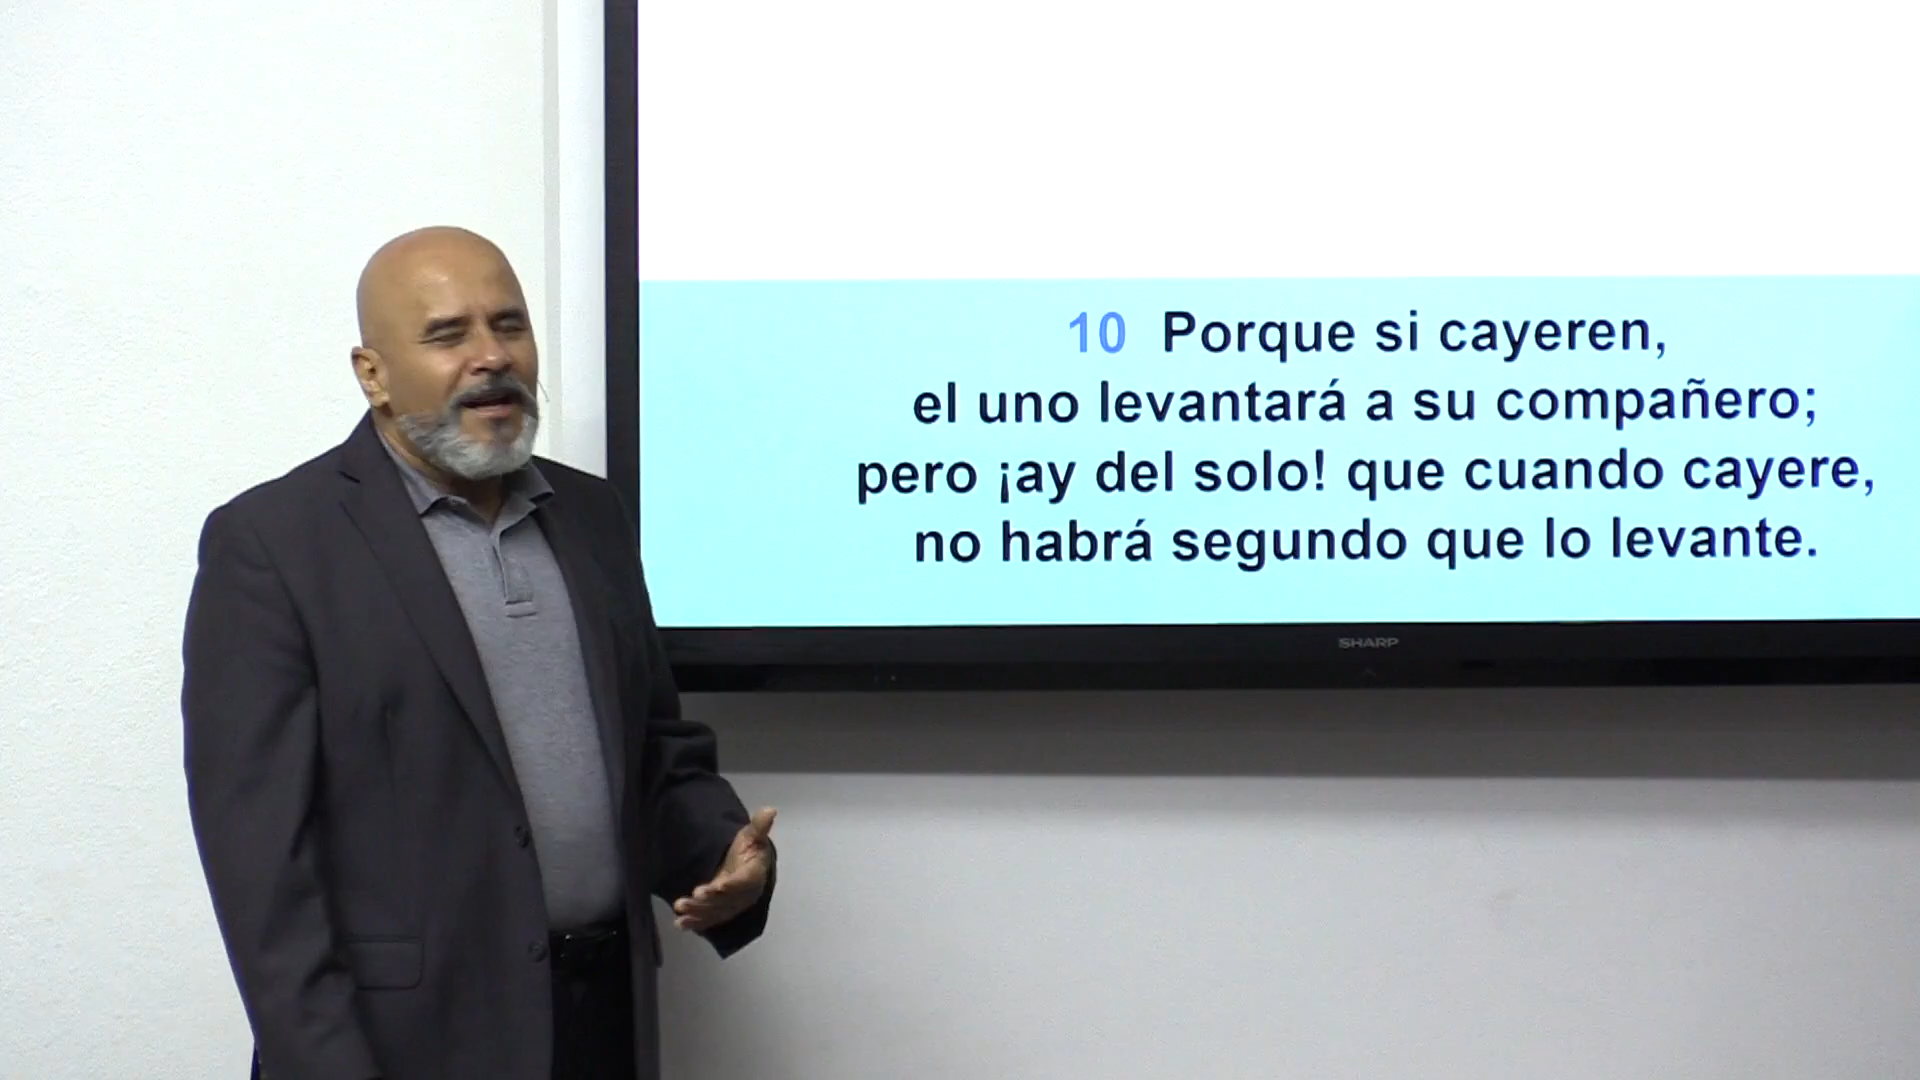 10 Porque si cayeren,
el uno levantará a su compañero;
pero ¡ay del solo! que cuando cayere,
no habrá segundo que lo levante.
SHARP